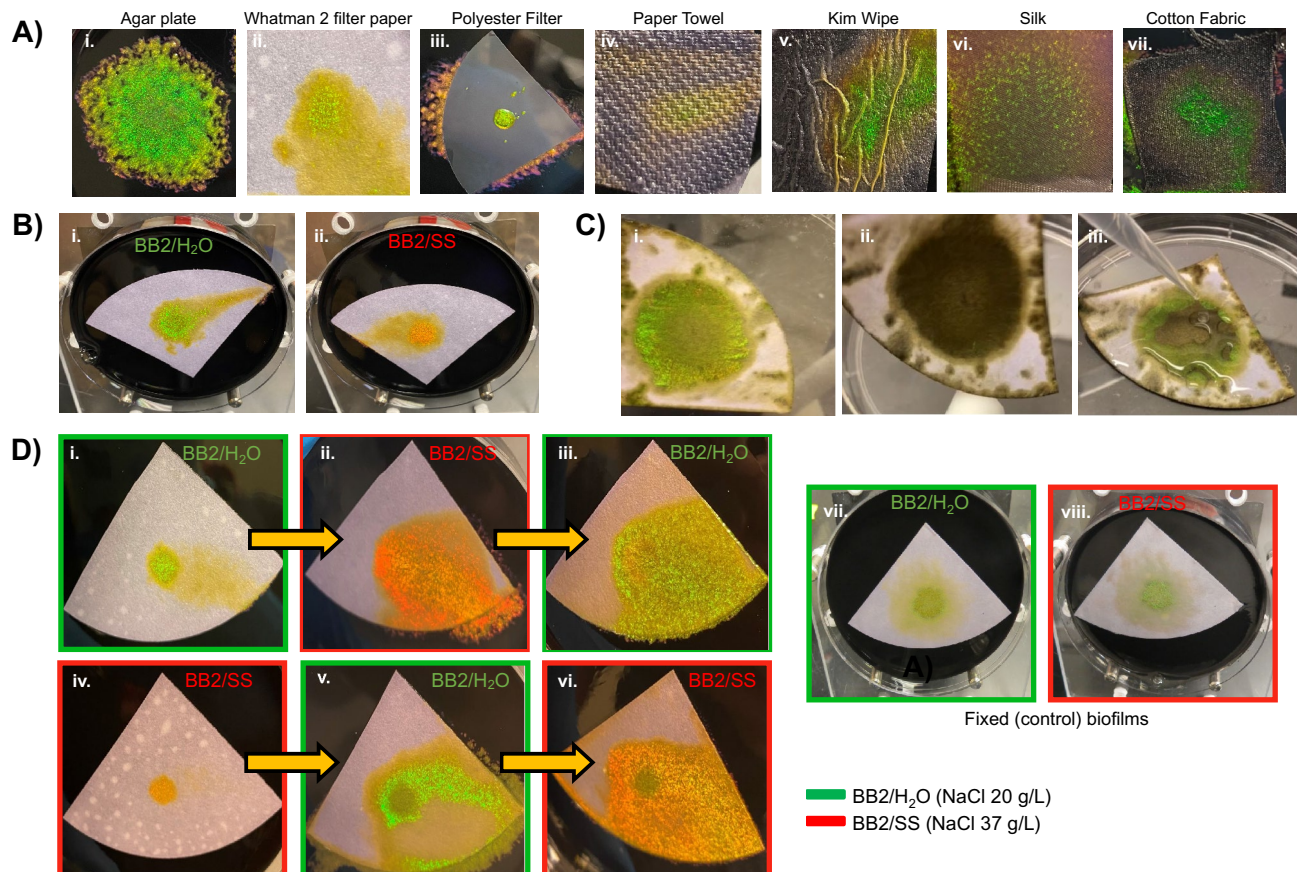 A)
Agar plate
Whatman 2 filter paper
Polyester Filter
Paper Towel
Kim Wipe
Silk
Cotton Fabric
i.
ii.
iii.
iv.
v.
vi.
vii.
B)
i.
BB2/H₂O
ii.
BB2/SS
C)
i.
ii.
iii.
D)
i.
BB2/H₂O
ii.
BB2/SS
iii.
BB2/H₂O
iv.
BB2/SS
v.
BB2/H₂O
vi.
BB2/SS
vii.
BB2/H₂O
A)
viii.
BB2/SS
Fixed (control) biofilms
BB2/H₂O (NaCl 20 g/L)
BB2/SS (NaCl 37 g/L)